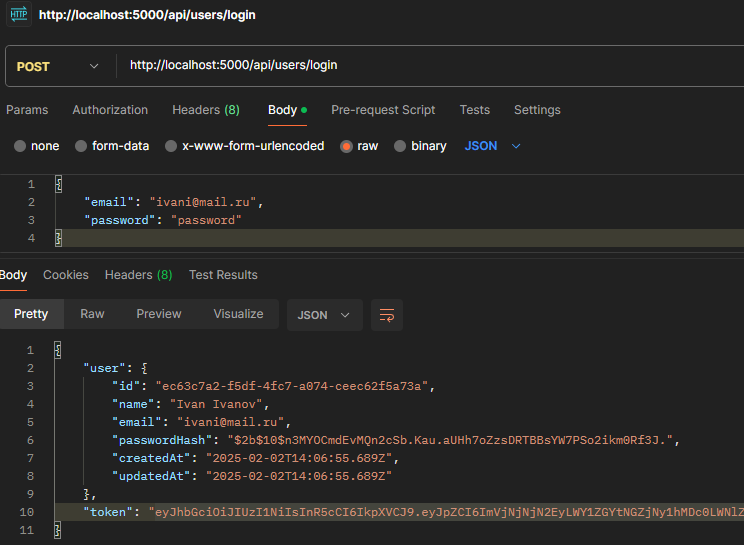 HTTP http://localhost:5000/api/users/login
POST http://localhost:5000/api/users/login
Params Authorization Headers (8) Body Pre-request Script Tests Settings
none form-data x-www-form-urlencoded raw binary JSON
1 {
2 "email": "ivani@mail.ru",
3 "password": "password"
4 }
Body Cookies Headers (8) Test Results
Pretty Raw Preview Visualize JSON
1 {
2 "user": {
3 "id": "ec63c7a2-f5df-4fc7-a074-ceec62f5a73a",
4 "name": "Ivan Ivanov",
5 "email": "ivani@mail.ru",
6 "passwordHash": "$2b$10$n3MYOCmdEvMQn2cSb.Kau.aUHh7oZzsDRTBBsYW7PSo2ikm0Rf3J.",
7 "createdAt": "2025-02-02T14:06:55.689Z",
8 "updatedAt": "2025-02-02T14:06:55.689Z"
9 },
10 "token": "eyJhbGciOiJIUzI1NiIsInR5cCI6IkpXVCJ9.eyJpZCI6ImVjNjNjN2EyLWY1ZGYtNGZjNy1hMDc0LWNlZ
11 }